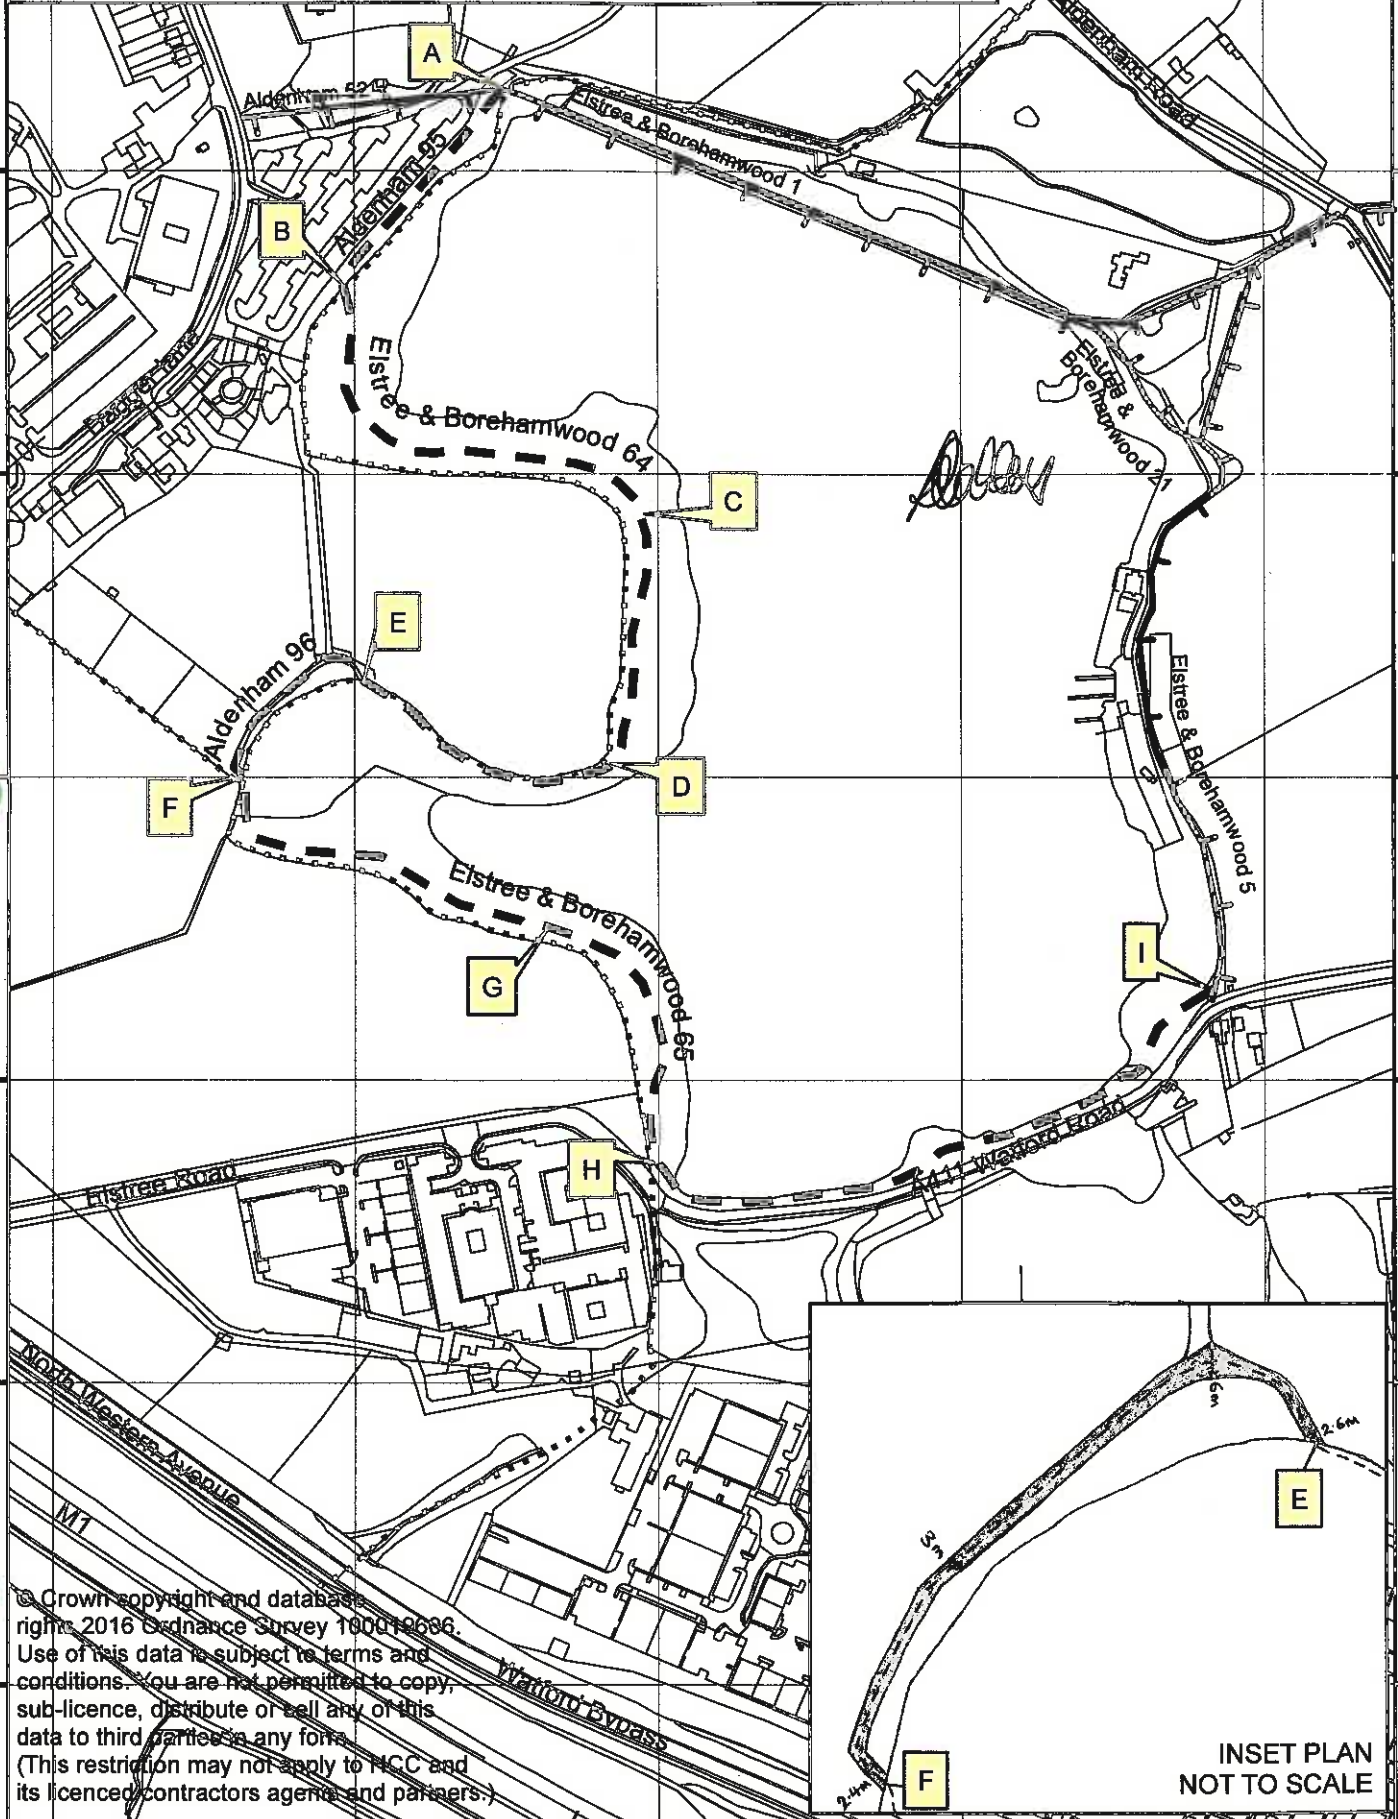 A
Aldenham Road
Aldenham 52
Elstree & Borehamwood 1
Aldenham 95
B
Elstree & Borehamwood 64
Elstree &
Borehamwood 21
C
E
Aldenham 96
Elstree & Borehamwood 5
F
D
Elstree & Borehamwood 65
I
G
H
A411 Watford Road
Elstree Road
North Western Avenue
M1
Watford Bypass
6m
2.6m
E
3m
2.4m
F
INSET PLAN
NOT TO SCALE
© Crown copyright and database
rights 2016 Ordnance Survey 100019606.
Use of this data is subject to terms and
conditions. You are not permitted to copy,
sub-licence, distribute or sell any of this
data to third parties in any form.
(This restriction may not apply to HCC and
its licenced contractors agents and partners.)